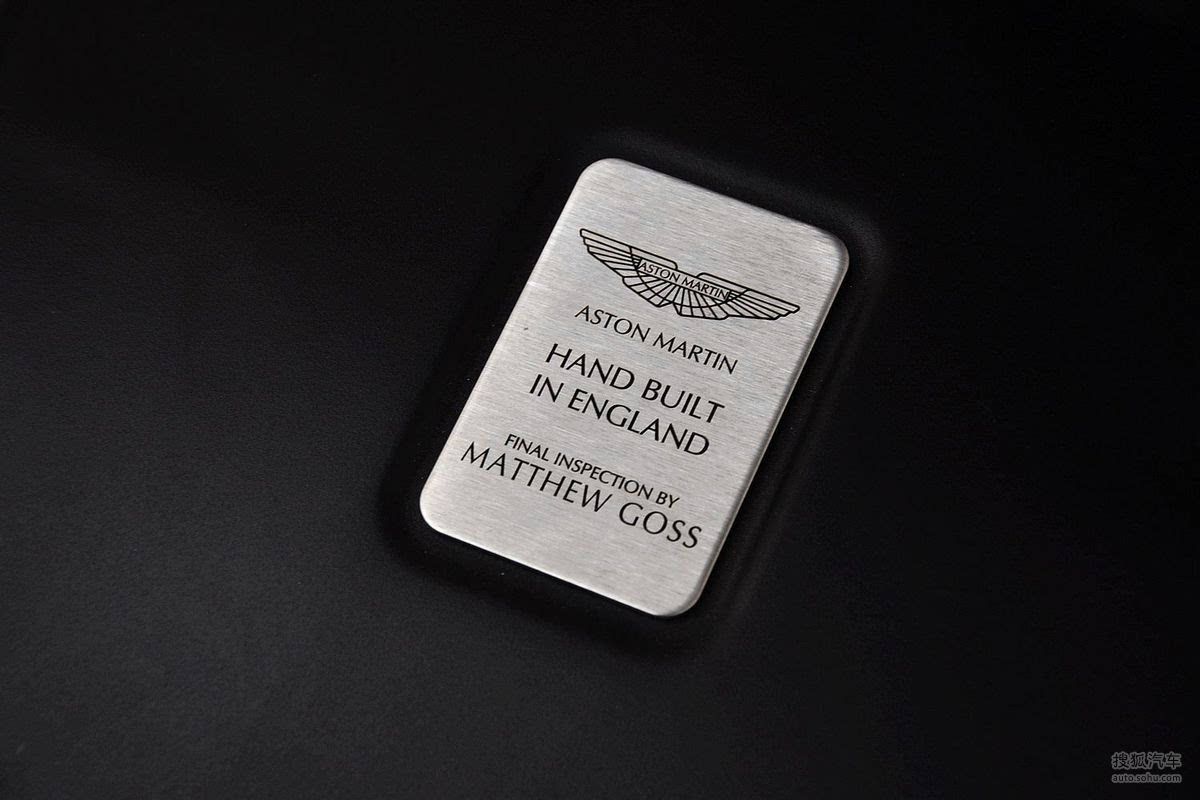 ASTON MARTIN
ASTON MARTIN
HAND BUILT
IN ENGLAND
FINAL INSPECTION BY
MATTHEW GOSS
搜狐汽车
auto.sohu.com